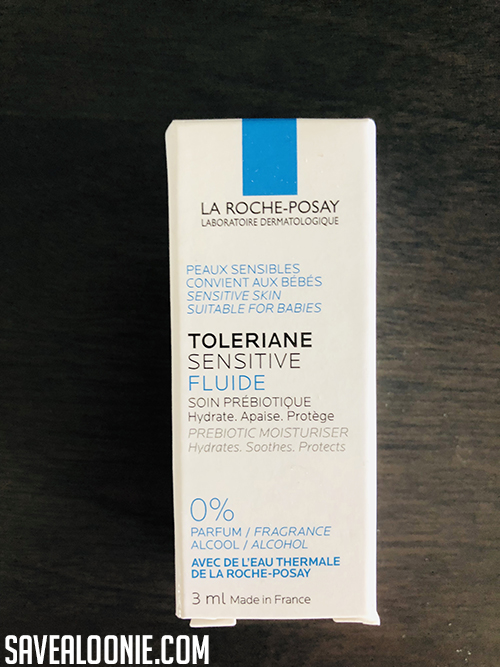 LA ROCHE-POSAY
LABORATOIRE DERMATOLOGIQUE
PEAUX SENSIBLES
CONVIENT AUX BÉBÉS
SENSITIVE SKIN
SUITABLE FOR BABIES
TOLERIANE
SENSITIVE
FLUIDE
SOIN PRÉBIOTIQUE
Hydrate. Apaise. Protège
PREBIOTIC MOISTURISER
Hydrates. Soothes. Protects
0%
PARFUM / FRAGRANCE
ALCOOL / ALCOHOL
AVEC DE L'EAU THERMALE
DE LA ROCHE-POSAY
3 ml Made in France
SAVEALOONIE.COM